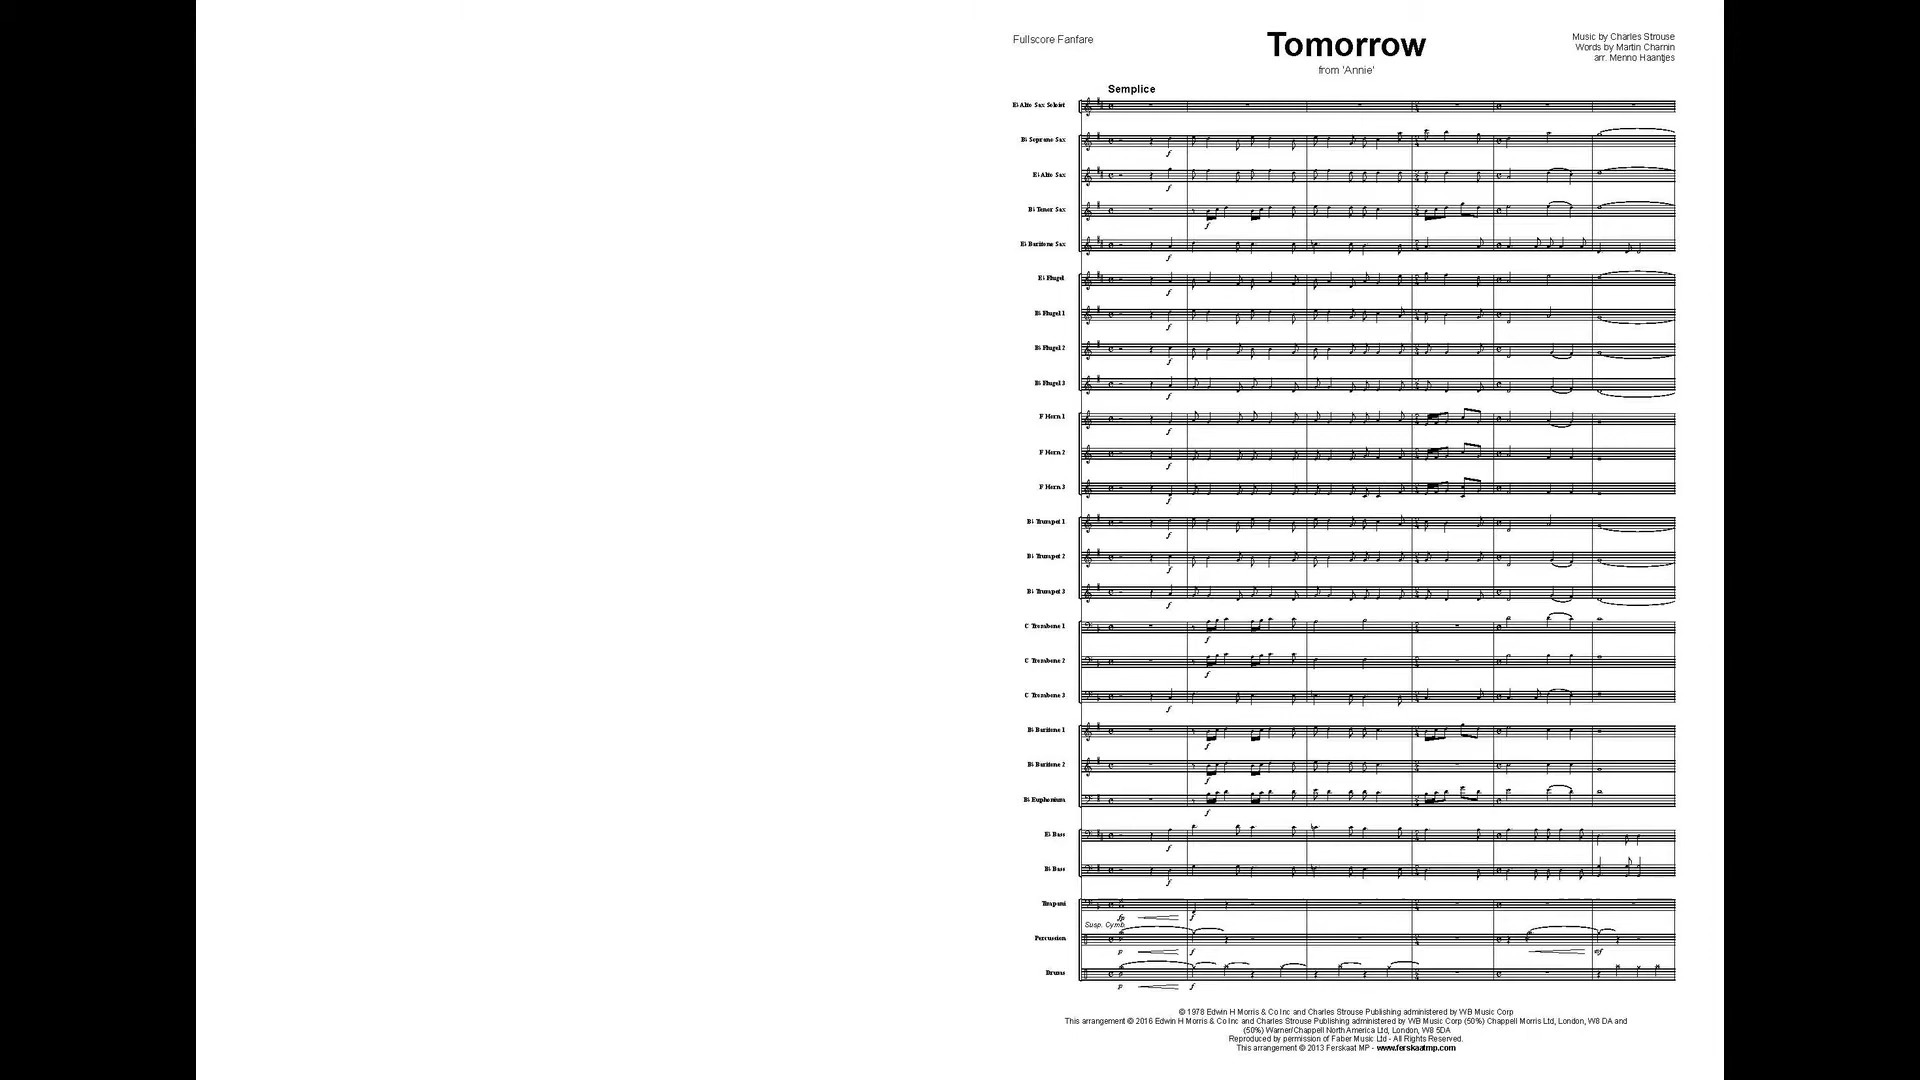 Fullscore Fanfare
Tomorrow
from 'Annie'
Music by Charles Strouse
Words by Martin Charnin
arr. Menno Haantjes
Semplice
E♭ Alto Sax Soloist
B♭ Soprano Sax
f
E♭ Alto Sax
f
B♭ Tenor Sax
f
E♭ Baritone Sax
f
E♭ Flugel
f
B♭ Flugel 1
f
B♭ Flugel 2
f
B♭ Flugel 3
f
F Horn 1
f
F Horn 2
f
F Horn 3
f
B♭ Trumpet 1
f
B♭ Trumpet 2
f
B♭ Trumpet 3
f
C Trombone 1
f
C Trombone 2
f
C Trombone 3
f
B♭ Baritone 1
f
B♭ Baritone 2
f
B♭ Euphonium
f
E♭ Bass
f
B♭ Bass
f
Timpani
fp f
Susp. Cymb.
Percussion
p f mf
Drums
p f
© 1978 Edwin H Morris & Co Inc and Charles Strouse Publishing administered by WB Music Corp
This arrangement © 2016 Edwin H Morris & Co Inc and Charles Strouse Publishing administered by WB Music Corp (50%) Chappell Morris Ltd, London, W8 DA and
(50%) Warner/Chappell North America Ltd, London, W8 5DA
Reproduced by permission of Faber Music Ltd - All Rights Reserved.
This arrangement © 2013 Ferskaat MP - www.ferskaatmp.com